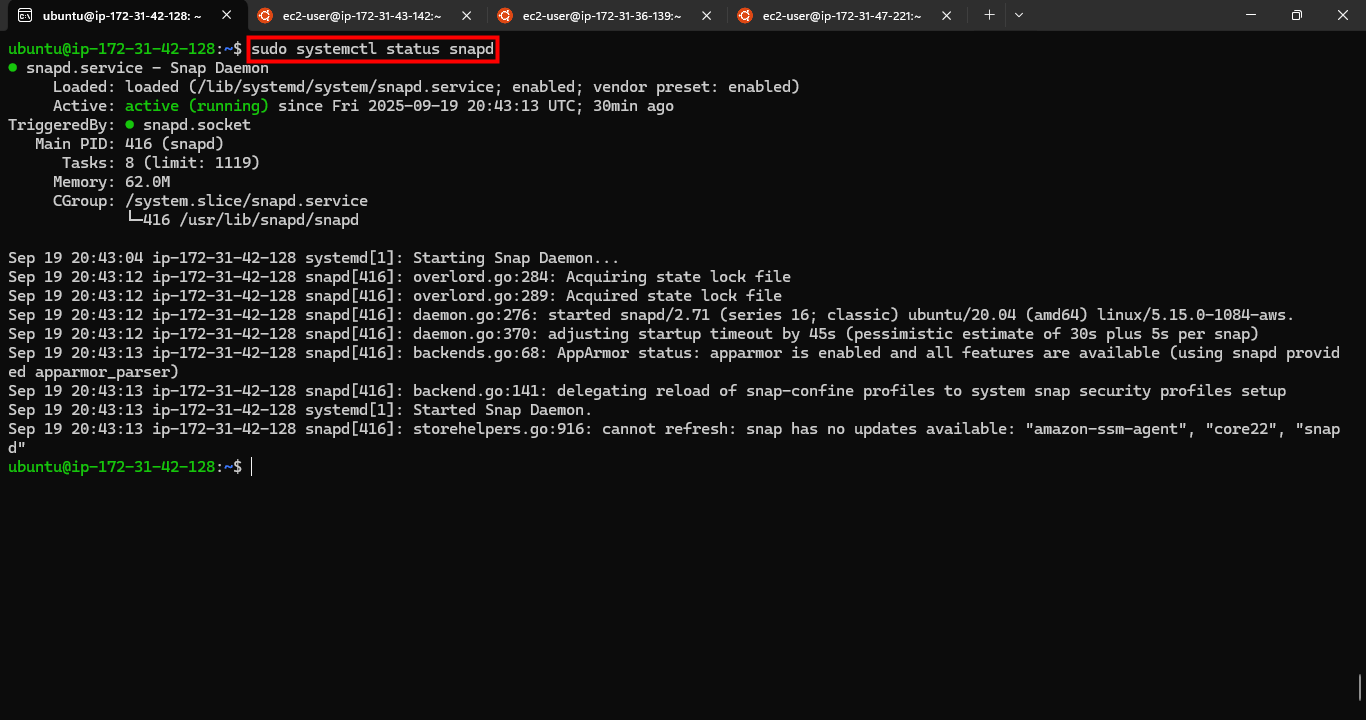 ubuntu@ip-172-31-42-128: ~
ec2-user@ip-172-31-43-142:~
ec2-user@ip-172-31-36-139:~
ec2-user@ip-172-31-47-221:~
ubuntu@ip-172-31-42-128:~$ sudo systemctl status snapd
● snapd.service - Snap Daemon
Loaded: loaded (/lib/systemd/system/snapd.service; enabled; vendor preset: enabled)
Active: active (running) since Fri 2025-09-19 20:43:13 UTC; 30min ago
TriggeredBy: ● snapd.socket
Main PID: 416 (snapd)
Tasks: 8 (limit: 1119)
Memory: 62.0M
CGroup: /system.slice/snapd.service
└─416 /usr/lib/snapd/snapd
Sep 19 20:43:04 ip-172-31-42-128 systemd[1]: Starting Snap Daemon...
Sep 19 20:43:12 ip-172-31-42-128 snapd[416]: overlord.go:284: Acquiring state lock file
Sep 19 20:43:12 ip-172-31-42-128 snapd[416]: overlord.go:289: Acquired state lock file
Sep 19 20:43:12 ip-172-31-42-128 snapd[416]: daemon.go:276: started snapd/2.71 (series 16; classic) ubuntu/20.04 (amd64) linux/5.15.0-1084-aws.
Sep 19 20:43:12 ip-172-31-42-128 snapd[416]: daemon.go:370: adjusting startup timeout by 45s (pessimistic estimate of 30s plus 5s per snap)
Sep 19 20:43:13 ip-172-31-42-128 snapd[416]: backends.go:68: AppArmor status: apparmor is enabled and all features are available (using snapd provid
ed apparmor_parser)
Sep 19 20:43:13 ip-172-31-42-128 snapd[416]: backend.go:141: delegating reload of snap-confine profiles to system snap security profiles setup
Sep 19 20:43:13 ip-172-31-42-128 systemd[1]: Started Snap Daemon.
Sep 19 20:43:13 ip-172-31-42-128 snapd[416]: storehelpers.go:916: cannot refresh: snap has no updates available: "amazon-ssm-agent", "core22", "snap
d"
ubuntu@ip-172-31-42-128:~$